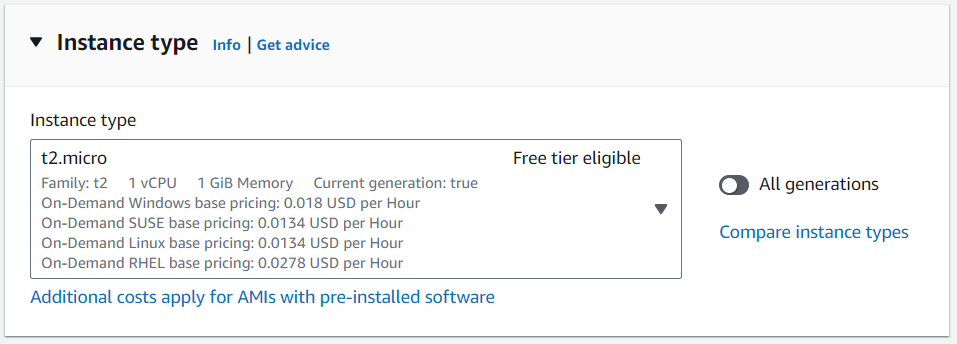 Instance type Info | Get advice
Instance type
t2.micro Free tier eligible
Family: t2 1 vCPU 1 GiB Memory Current generation: true
On-Demand Windows base pricing: 0.018 USD per Hour
On-Demand SUSE base pricing: 0.0134 USD per Hour
On-Demand Linux base pricing: 0.0134 USD per Hour
On-Demand RHEL base pricing: 0.0278 USD per Hour
All generations
Compare instance types
Additional costs apply for AMIs with pre-installed software